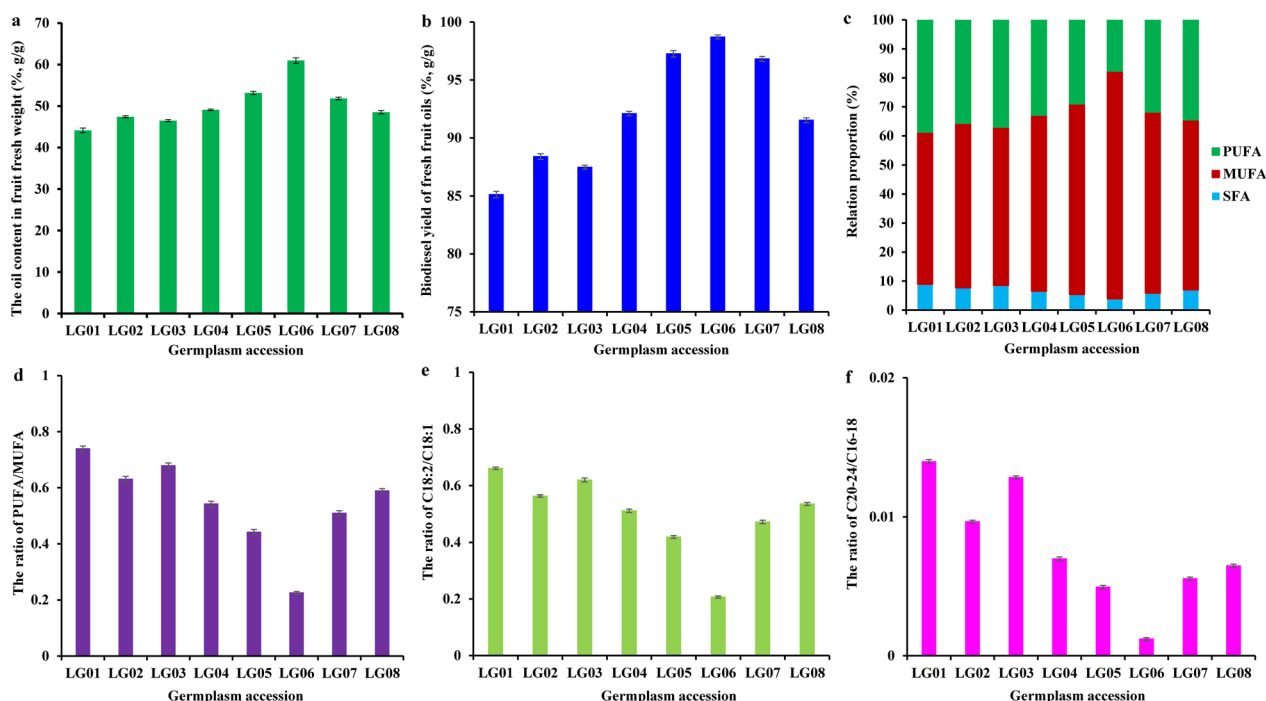 a
The oil content in fruit fresh weight (%, g/g)
70
60
50
40
30
20
10
0
LG01 LG02 LG03 LG04 LG05 LG06 LG07 LG08
Germplasm accession
b
Biodiesel yield of fresh fruit oils (%, g/g)
100
95
90
85
80
75
LG01 LG02 LG03 LG04 LG05 LG06 LG07 LG08
Germplasm accession
c
Relation proportion (%)
100
90
80
70
60
50
40
30
20
10
0
LG01 LG02 LG03 LG04 LG05 LG06 LG07 LG08
Germplasm accession
PUFA
MUFA
SFA
d
The ratio of PUFA/MUFA
1
0.8
0.6
0.4
0.2
0
LG01 LG02 LG03 LG04 LG05 LG06 LG07 LG08
Germplasm accession
e
The ratio of C18:2/C18:1
1
0.8
0.6
0.4
0.2
0
LG01 LG02 LG03 LG04 LG05 LG06 LG07 LG08
Germplasm accession
f
The ratio of C20-24/C16-18
0.02
0.01
0
LG01 LG02 LG03 LG04 LG05 LG06 LG07 LG08
Germplasm accession